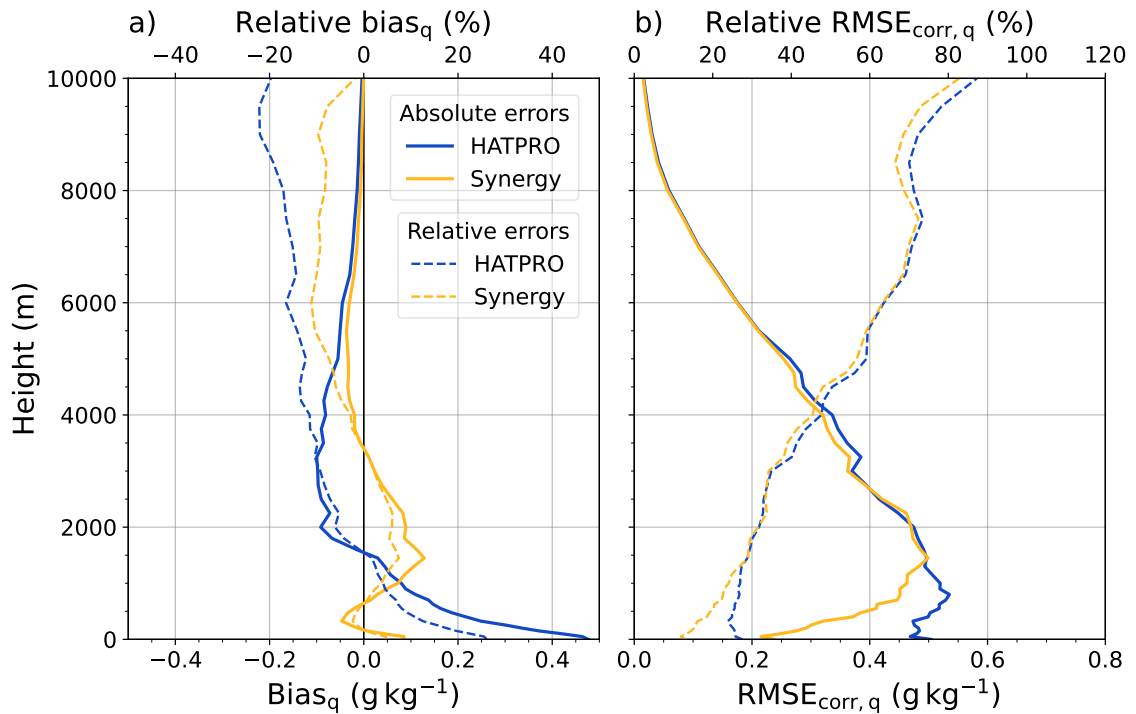 a) Relative bias_q (%)
−40 −20 0 20 40
10000
8000
6000
4000
2000
0
Height (m)
Absolute errors
HATPRO
Synergy
Relative errors
HATPRO
Synergy
−0.4 −0.2 0.0 0.2 0.4
Bias_q (g kg⁻¹)
b) Relative RMSE_corr, q (%)
0 20 40 60 80 100 120
0.0 0.2 0.4 0.6 0.8
RMSE_corr, q (g kg⁻¹)